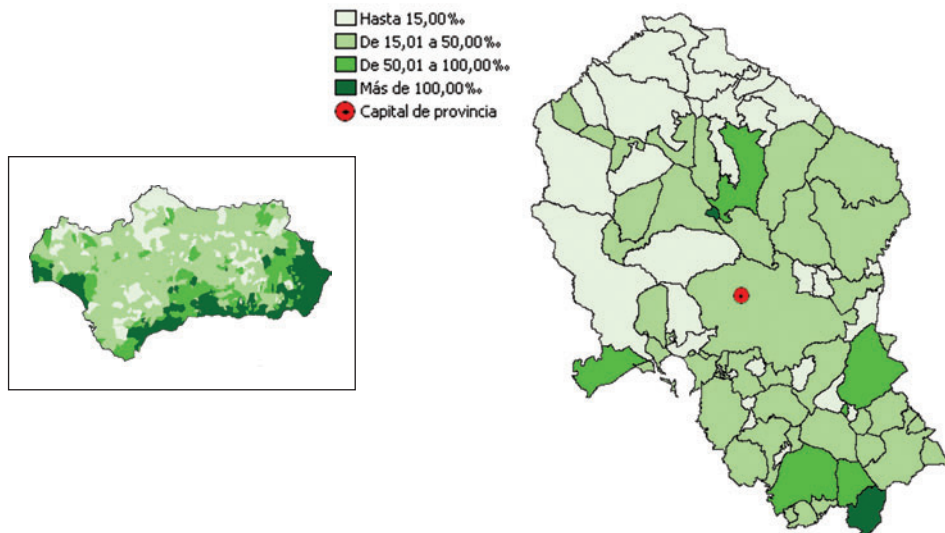 Hasta 15,00‰
De 15,01 a 50,00‰
De 50,01 a 100,00‰
Más de 100,00‰
Capital de provincia